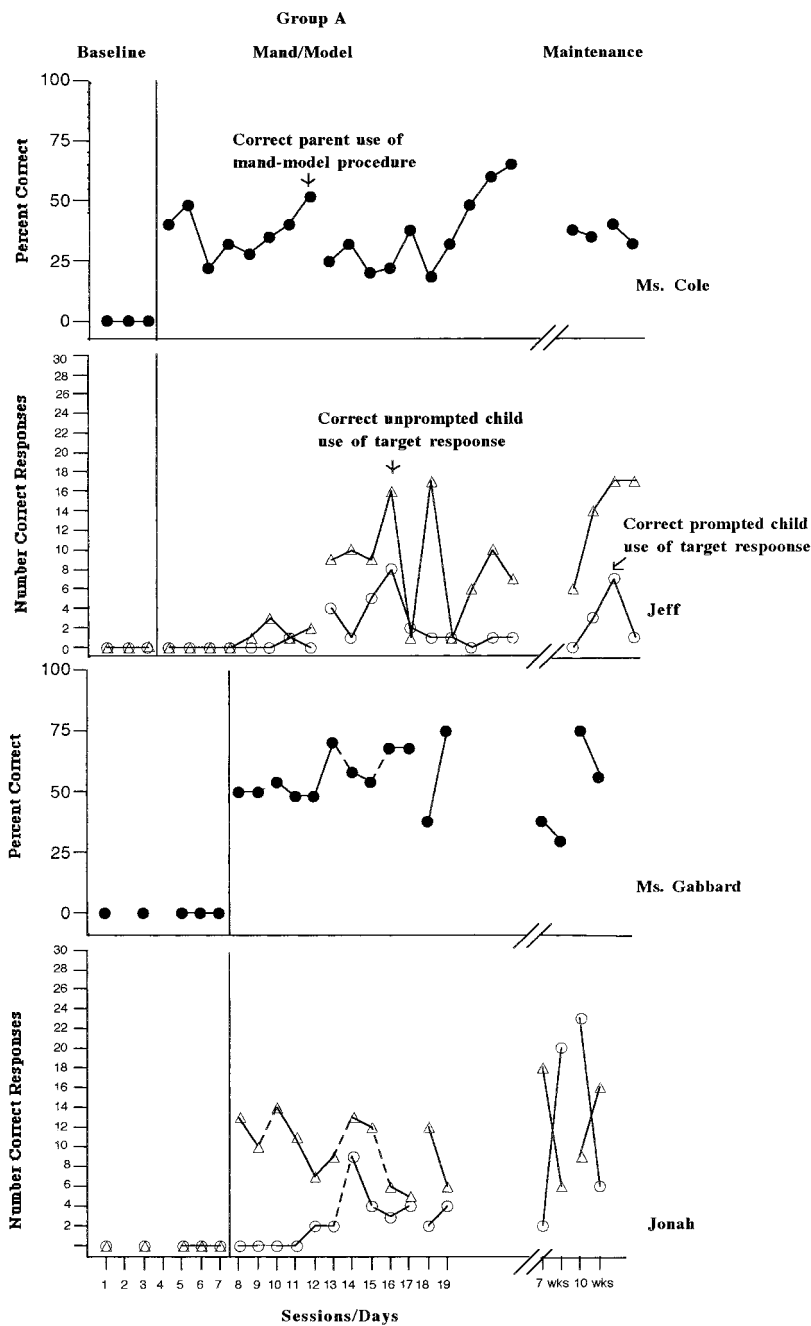 Group A
Baseline Mand/Model Maintenance
100
75
50
25
0
Percent Correct
Correct parent use of
mand-model procedure
Ms. Cole
30
28
26
24
22
20
18
16
14
12
10
8
6
4
2
0
Number Correct Responses
Correct unprompted child
use of target respoonse
Correct prompted child
use of target respoonse
Jeff
100
75
50
25
0
Percent Correct
Ms. Gabbard
30
28
26
24
22
20
18
16
14
12
10
8
6
4
2
Number Correct Responses
Jonah
1 2 3 4 5 6 7 8 9 10 11 12 13 14 15 16 17 18 19 7 wks 10 wks
Sessions/Days